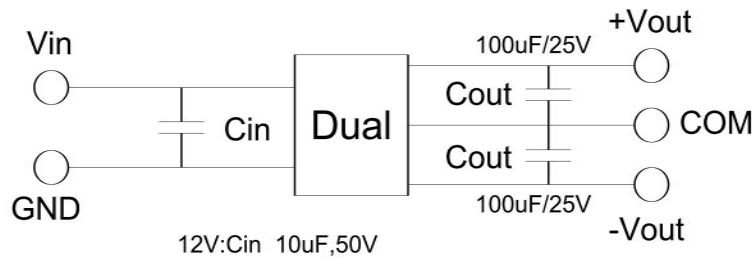 +Vout
Vin
100uF/25V
Cout
Cin
Dual
COM
Cout
GND
100uF/25V
-Vout
12V:Cin 10uF,50V